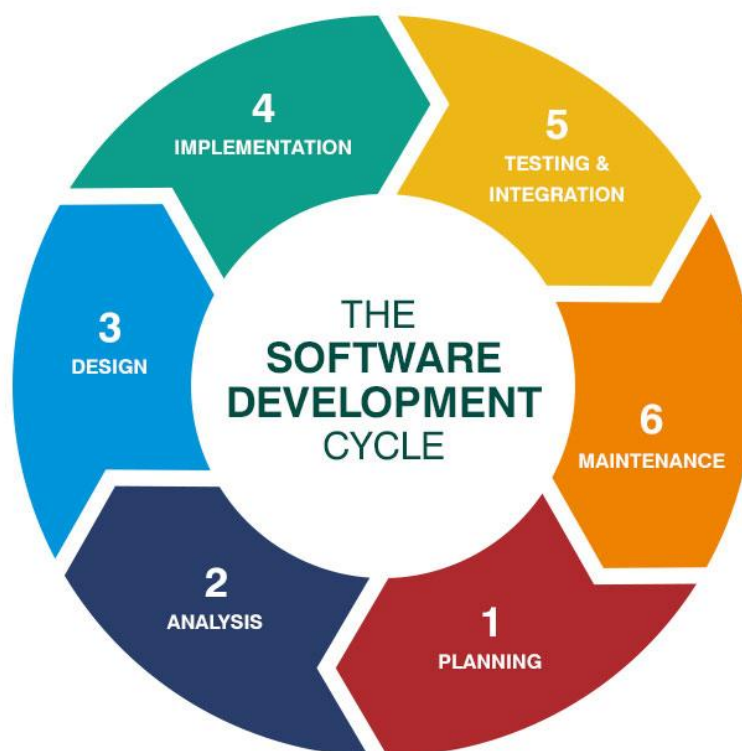 THE
SOFTWARE
DEVELOPMENT
CYCLE
1
PLANNING
2
ANALYSIS
3
DESIGN
4
IMPLEMENTATION
5
TESTING &
INTEGRATION
6
MAINTENANCE